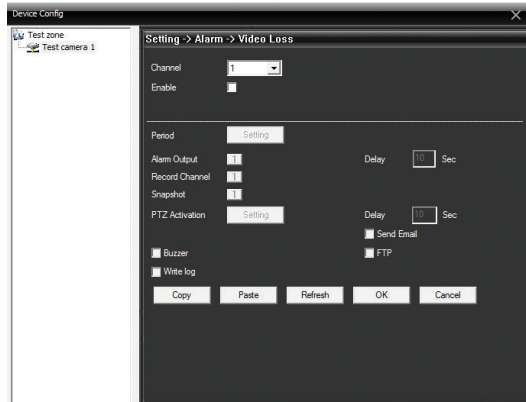 Device Config
Test zone
Test camera 1
Setting -> Alarm -> Video Loss
Channel 1
Enable
Period Setting
Alarm Output 1 Delay 10 Sec
Record Channel 1
Snapshot 1
PTZ Activation Setting Delay 10 Sec
Send Email
Buzzer FTP
Write log
Copy Paste Refresh OK Cancel